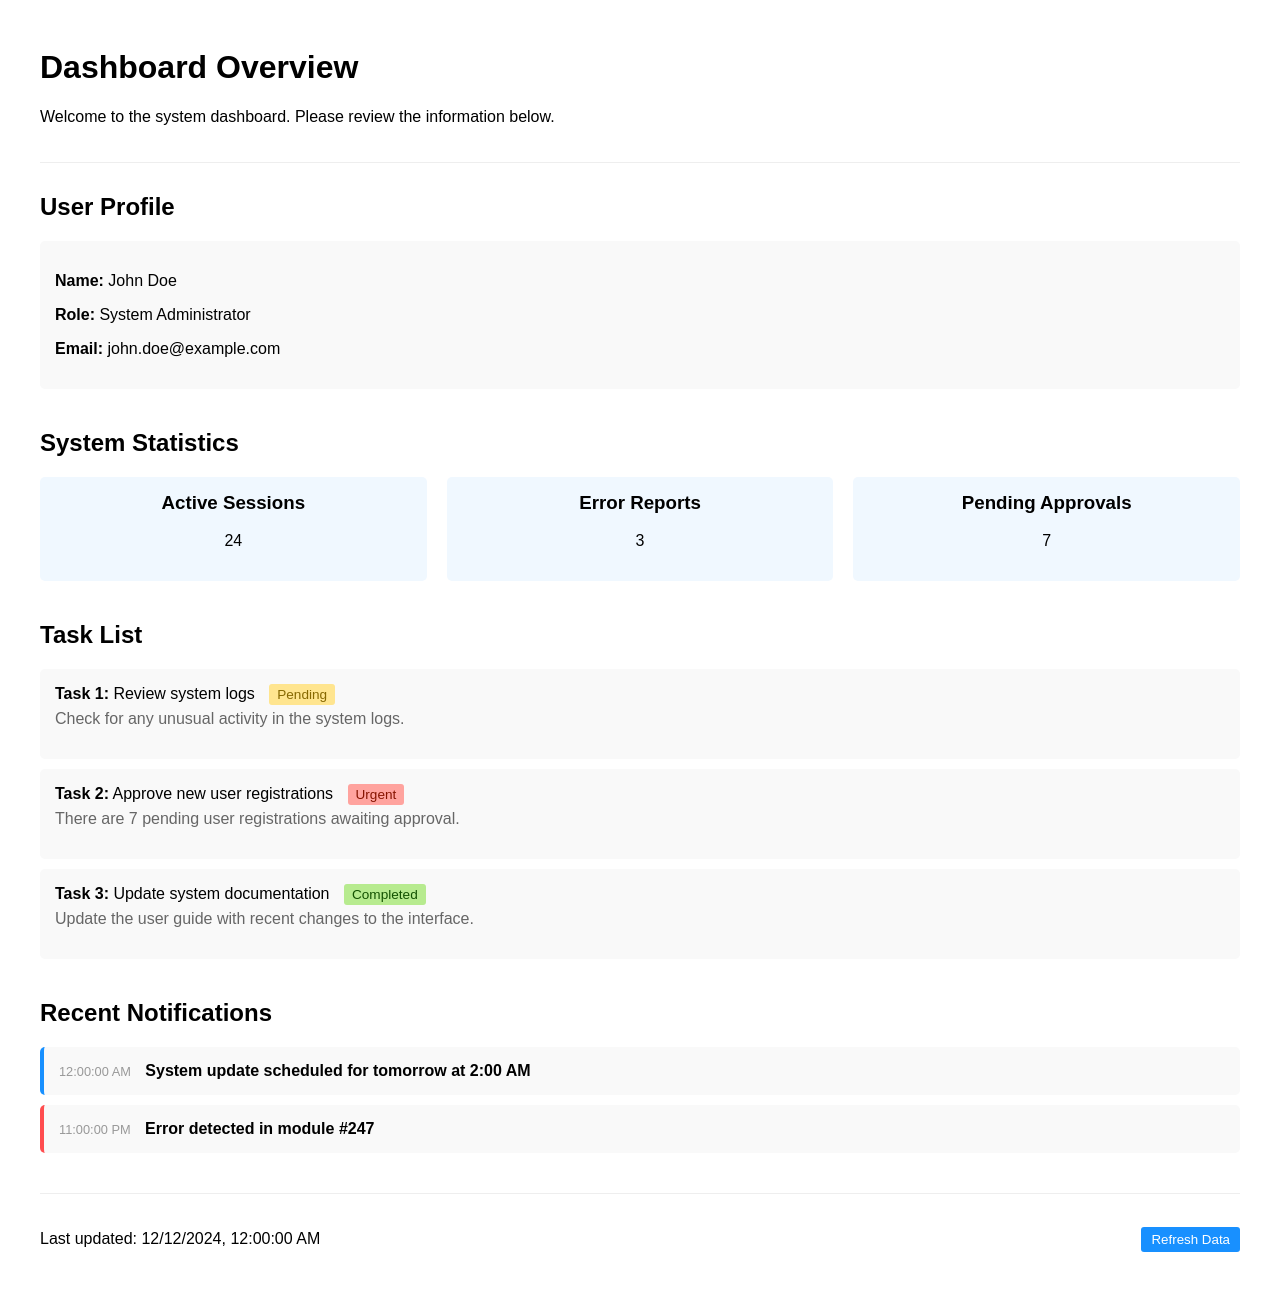 Dashboard Overview
Welcome to the system dashboard. Please review the information below.
User Profile
Name: John Doe
Role: System Administrator
Email: john.doe@example.com
System Statistics
Active Sessions
24
Error Reports
3
Pending Approvals
7
Task List
Task 1: Review system logs Pending
Check for any unusual activity in the system logs.
Task 2: Approve new user registrations Urgent
There are 7 pending user registrations awaiting approval.
Task 3: Update system documentation Completed
Update the user guide with recent changes to the interface.
Recent Notifications
12:00:00 AM System update scheduled for tomorrow at 2:00 AM
11:00:00 PM Error detected in module #247
Last updated: 12/12/2024, 12:00:00 AM
Refresh Data